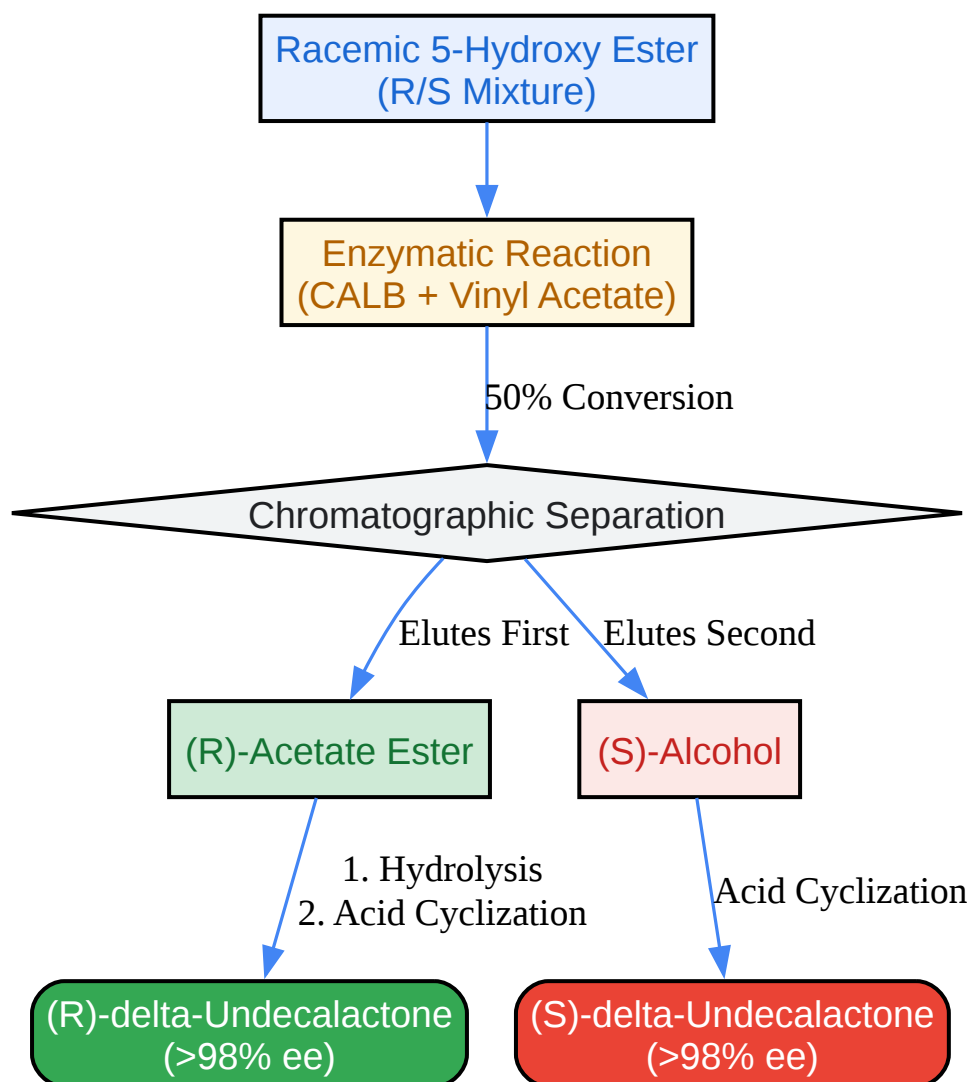 Racemic 5-Hydroxy Ester
(R/S Mixture)
Enzymatic Reaction
(CALB + Vinyl Acetate)
50% Conversion
Chromatographic Separation
Elutes First
Elutes Second
(R)-Acetate Ester
(S)-Alcohol
1. Hydrolysis
2. Acid Cyclization
Acid Cyclization
(R)-delta-Undecalactone
(>98% ee)
(S)-delta-Undecalactone
(>98% ee)